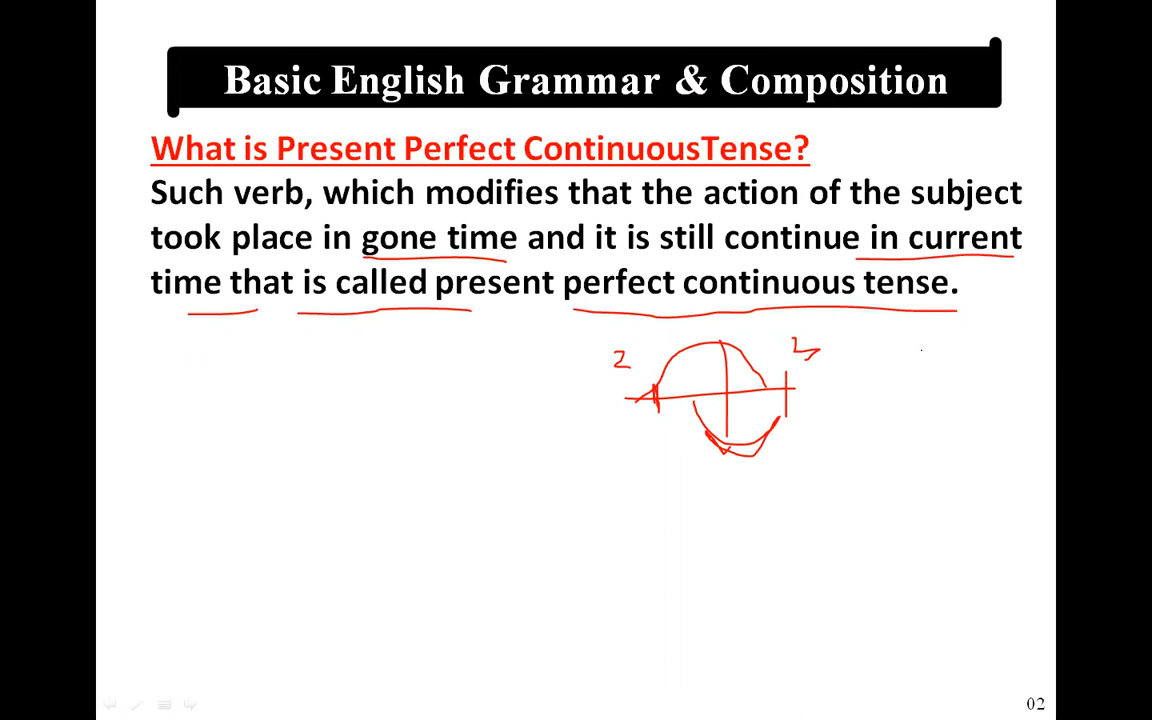 Basic English Grammar & Composition
What is Present Perfect ContinuousTense?
Such verb, which modifies that the action of the subject
took place in gone time and it is still continue in current
time that is called present perfect continuous tense.
2
02